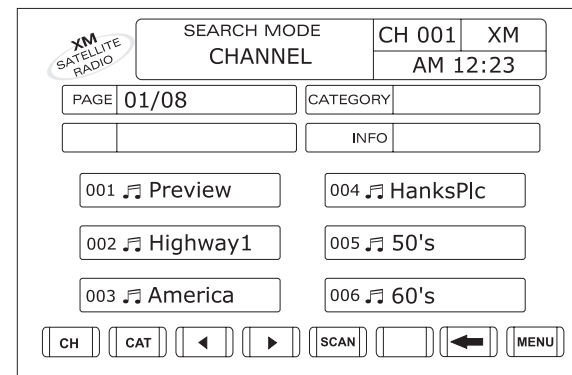 XM
SATELLITE
RADIO
SEARCH MODE
CHANNEL
CH 001
XM
AM 12:23
PAGE 01/08
CATEGORY
INFO
001 ♫ Preview
004 ♫ HanksPlc
002 ♫ Highway1
005 ♫ 50's
003 ♫ America
006 ♫ 60's
CH
CAT
◀
▶
SCAN
⬅
MENU